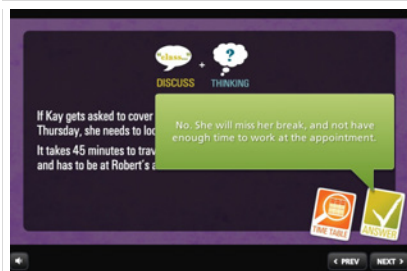 "class..."
?
+
DISCUSS
THINKING
If Kay gets asked to cover
Thursday, she needs to loo
It takes 45 minutes to trav
and has to be at Robert's a
No. She will miss her break, and not have
enough time to work at the appointment.
TIME TABLE
ANSWER
< PREV
NEXT >